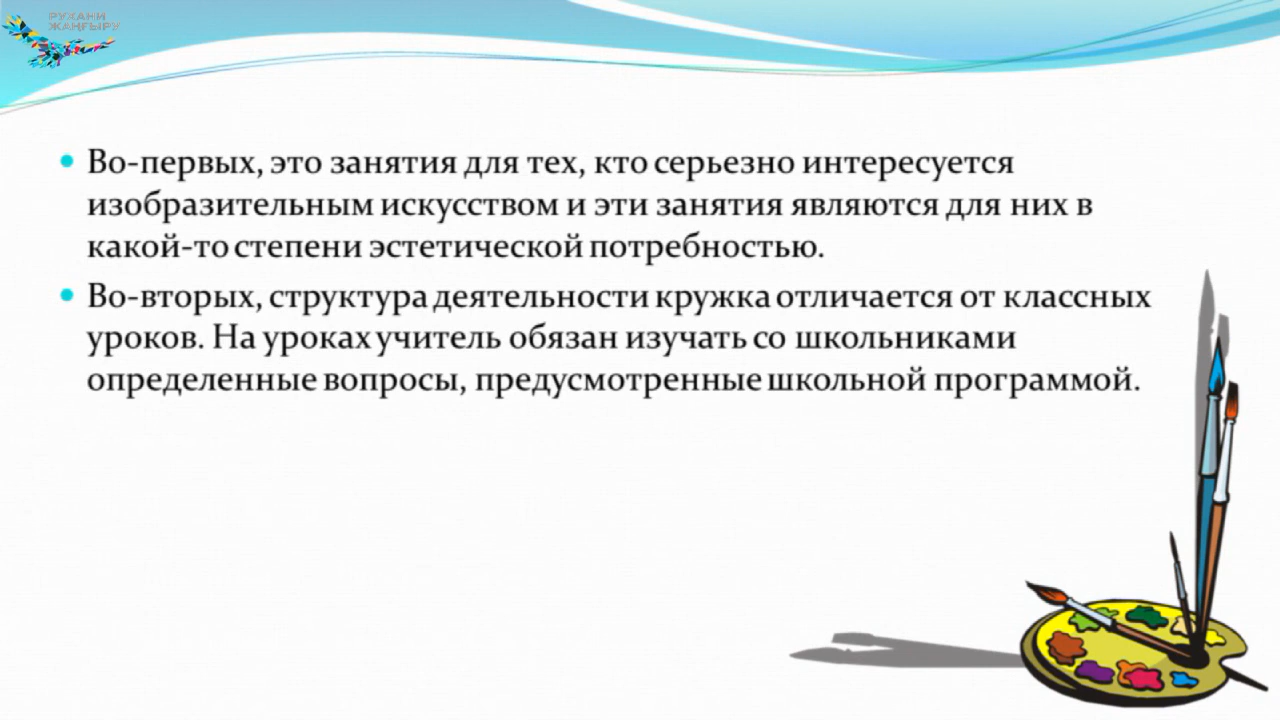 РУХАНИ
ЖАҢҒЫРУ
Во-первых, это занятия для тех, кто серьезно интересуется
изобразительным искусством и эти занятия являются для них в
какой-то степени эстетической потребностью.
Во-вторых, структура деятельности кружка отличается от классных
уроков. На уроках учитель обязан изучать со школьниками
определенные вопросы, предусмотренные школьной программой.